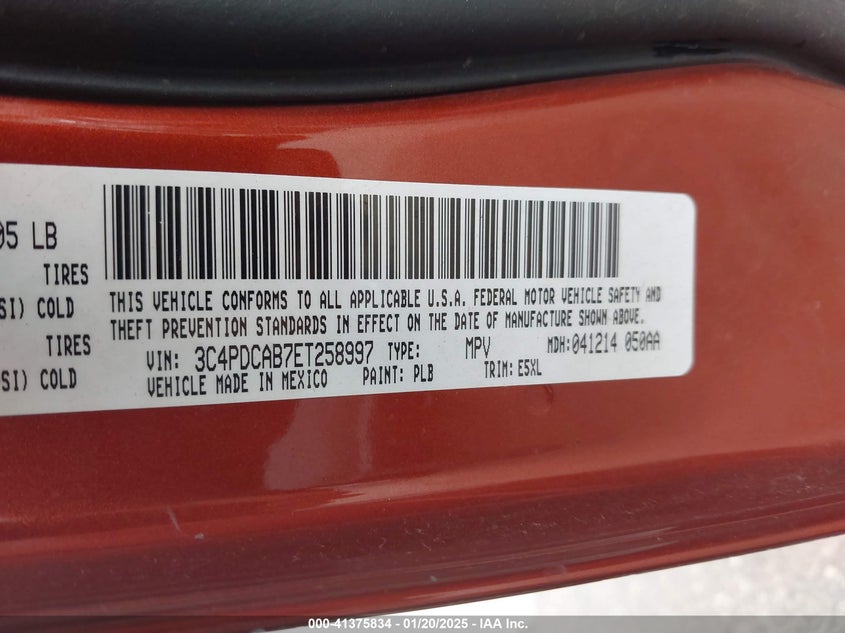 05 LB
TIRES
SI) COLD
TIRES
SI) COLD
THIS VEHICLE CONFORMS TO ALL APPLICABLE U.S.A. FEDERAL MOTOR VEHICLE SAFETY AND
THEFT PREVENTION STANDARDS IN EFFECT ON THE DATE OF MANUFACTURE SHOWN ABOVE.
VIN: 3C4PDCAB7ET258997 TYPE: MPV MDH:041214 050AA
VEHICLE MADE IN MEXICO PAINT: PLB TRIM: E5XL
000-41375834 - 01/20/2025 - IAA Inc.